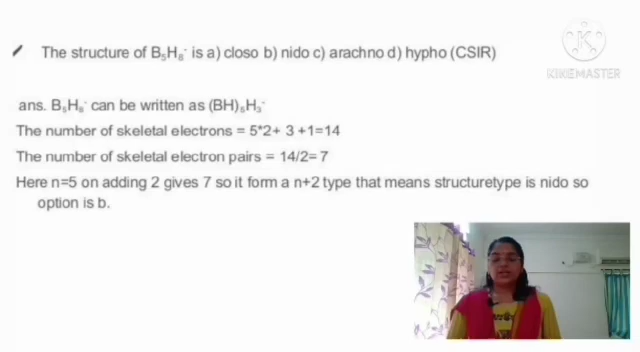 The structure of B₅H₈⁻ is a) closo b) nido c) arachno d) hypho (CSIR)
KINEMASTER
ans. B₅H₈⁻ can be written as (BH)₅H₃⁻
The number of skeletal electrons = 5*2+ 3 +1=14
The number of skeletal electron pairs = 14/2= 7
Here n=5 on adding 2 gives 7 so it form a n+2 type that means structuretype is nido so
option is b.